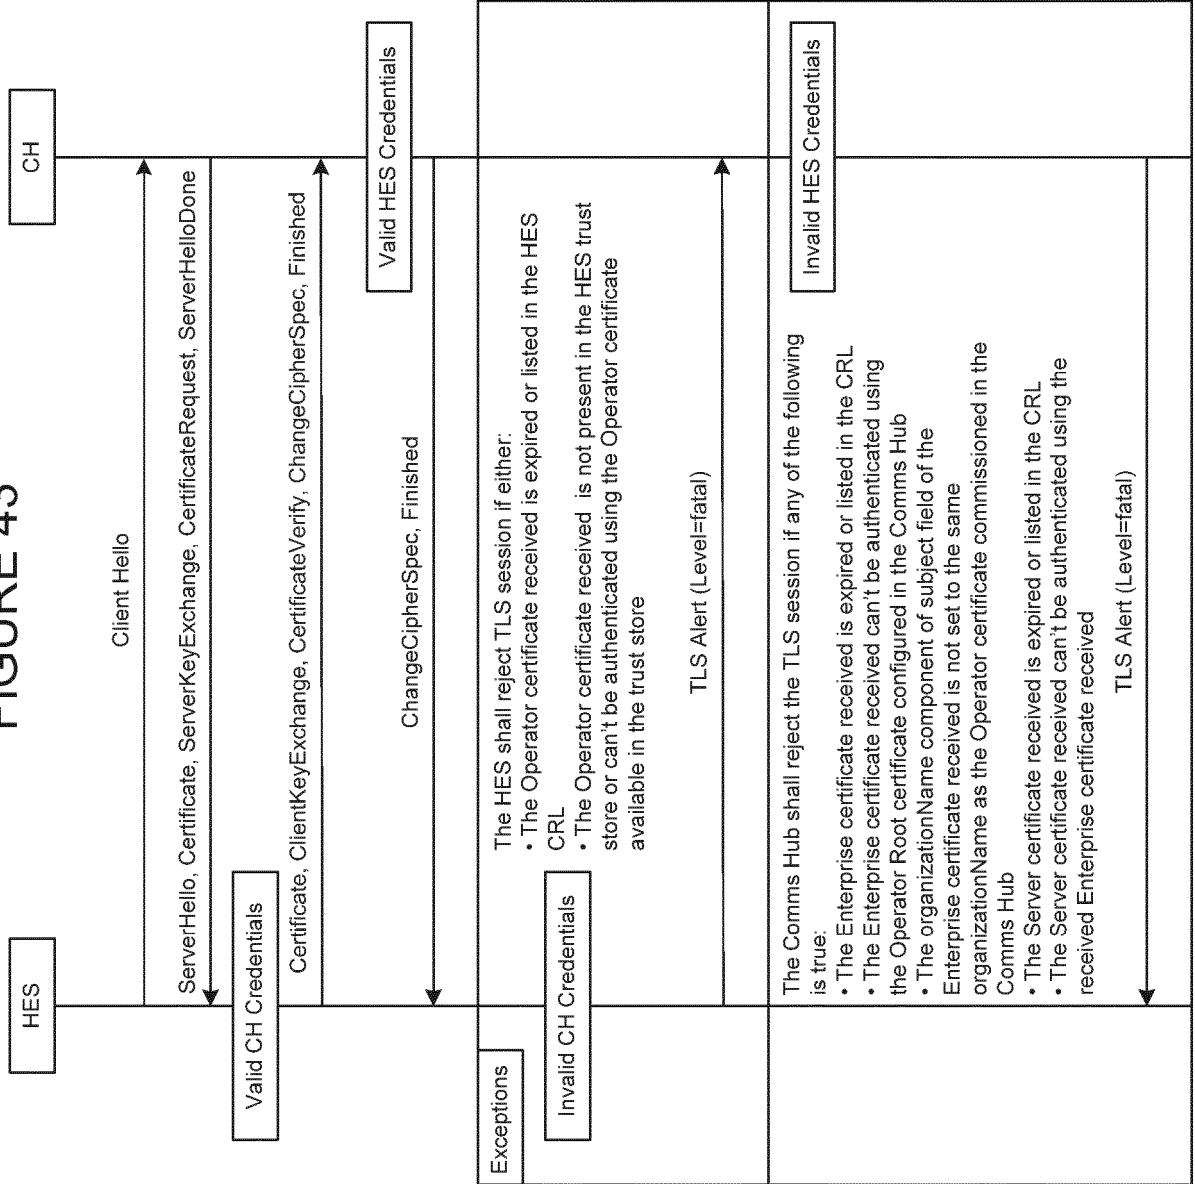 FIGURE 43
HES
CH
Client Hello
ServerHello, Certificate, ServerKeyExchange, CertificateRequest, ServerHelloDone
Valid CH Credentials
Certificate, ClientKeyExchange, CertificateVerify, ChangeCipherSpec, Finished
Valid HES Credentials
ChangeCipherSpec, Finished
Exceptions
The HES shall reject TLS session if either:
• The Operator certificate received is expired or listed in the HES
CRL
• The Operator certificate received is not present in the HES trust
store or can't be authenticated using the Operator certificate
available in the trust store
Invalid CH Credentials
TLS Alert (Level=fatal)
Invalid HES Credentials
The Comms Hub shall reject the TLS session if any of the following
is true:
• The Enterprise certificate received is expired or listed in the CRL
• The Enterprise certificate received can't be authenticated using
the Operator Root certificate configured in the Comms Hub
• The organizationName component of subject field of the
Enterprise certificate received is not set to the same
organizationName as the Operator certificate commissioned in the
Comms Hub
• The Server certificate received is expired or listed in the CRL
• The Server certificate received can't be authenticated using the
received Enterprise certificate received
TLS Alert (Level=fatal)